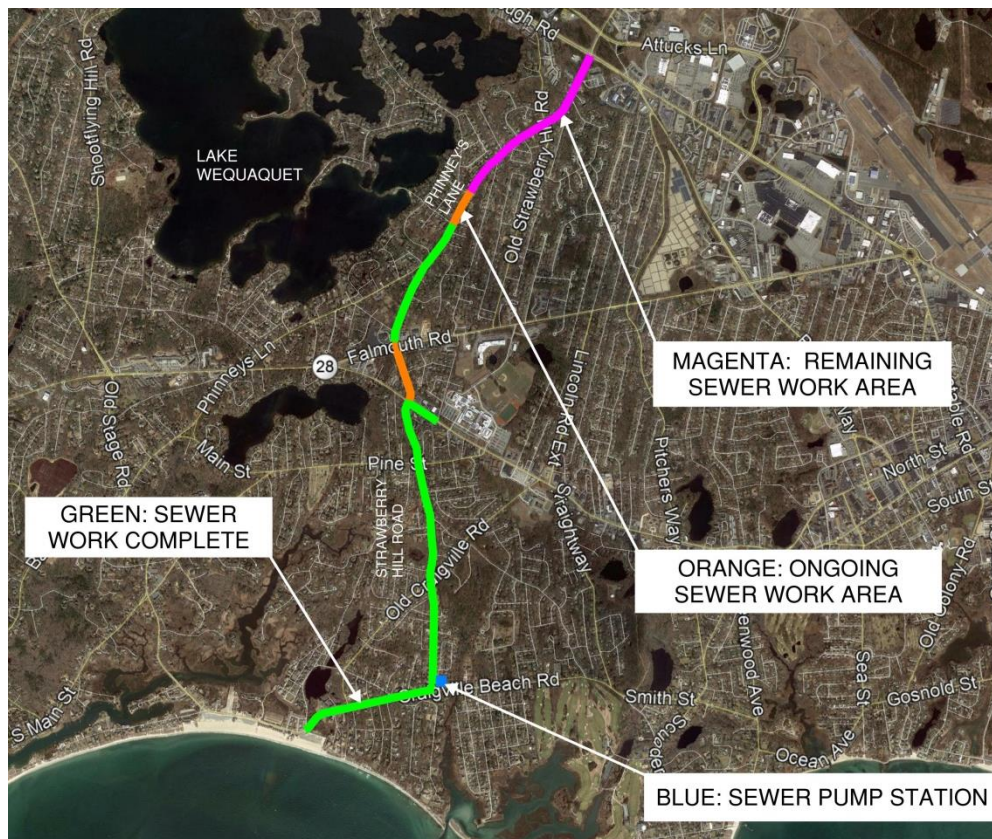 Attucks Ln
Shootflying Hill Rd
LAKE
WEQUAQUET
PHINNEY'S
LANE
Old Strawberry Hill Rd
Falmouth Rd
28
Phinneys Ln
MAGENTA: REMAINING
SEWER WORK AREA
Old Stage Rd
Main St
Pine St
Lincoln Rd Ext
Pitchers Way
Way
North St
South St
GREEN: SEWER
WORK COMPLETE
STRAWBERRY
HILL ROAD
Straightway
Old Craigville Rd
ORANGE: ONGOING
SEWER WORK AREA
Old Colony Rd
Craigville Beach Rd
Smith St
Sea St
Gosnold St
S Main St
Ocean Ave
BLUE: SEWER PUMP STATION